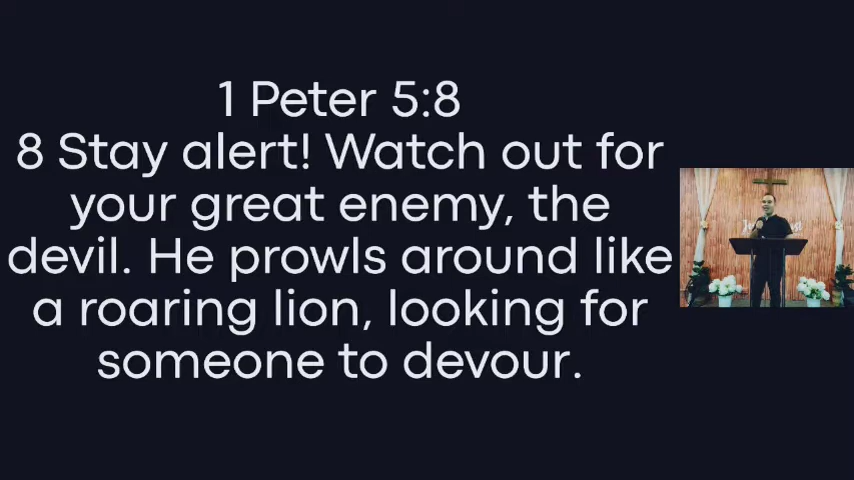 1 Peter 5:8
8 Stay alert! Watch out for
your great enemy, the
devil. He prowls around like
a roaring lion, looking for
someone to devour.